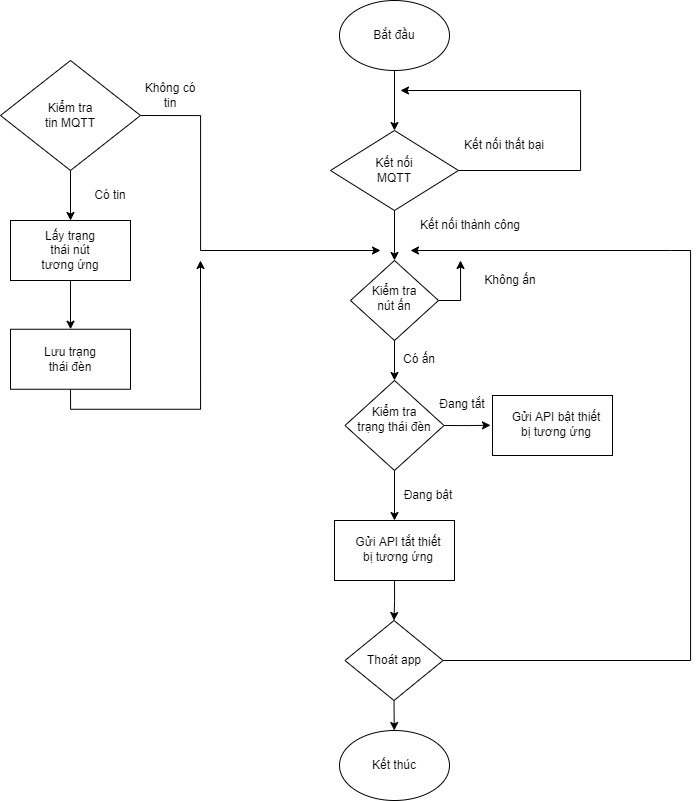 Bắt đầu
Không có
tin
Kiểm tra
tin MQTT
Kết nối thất bại
Kết nối
MQTT
Có tin
Kết nối thành công
Lấy trạng
thái nút
tương ứng
Không ấn
Kiểm tra
nút ấn
Lưu trạng
thái đèn
Có ấn
Đang tắt
Kiểm tra
trạng thái đèn
Gửi API bật thiết
bị tương ứng
Đang bật
Gửi API tắt thiết
bị tương ứng
Thoát app
Kết thúc